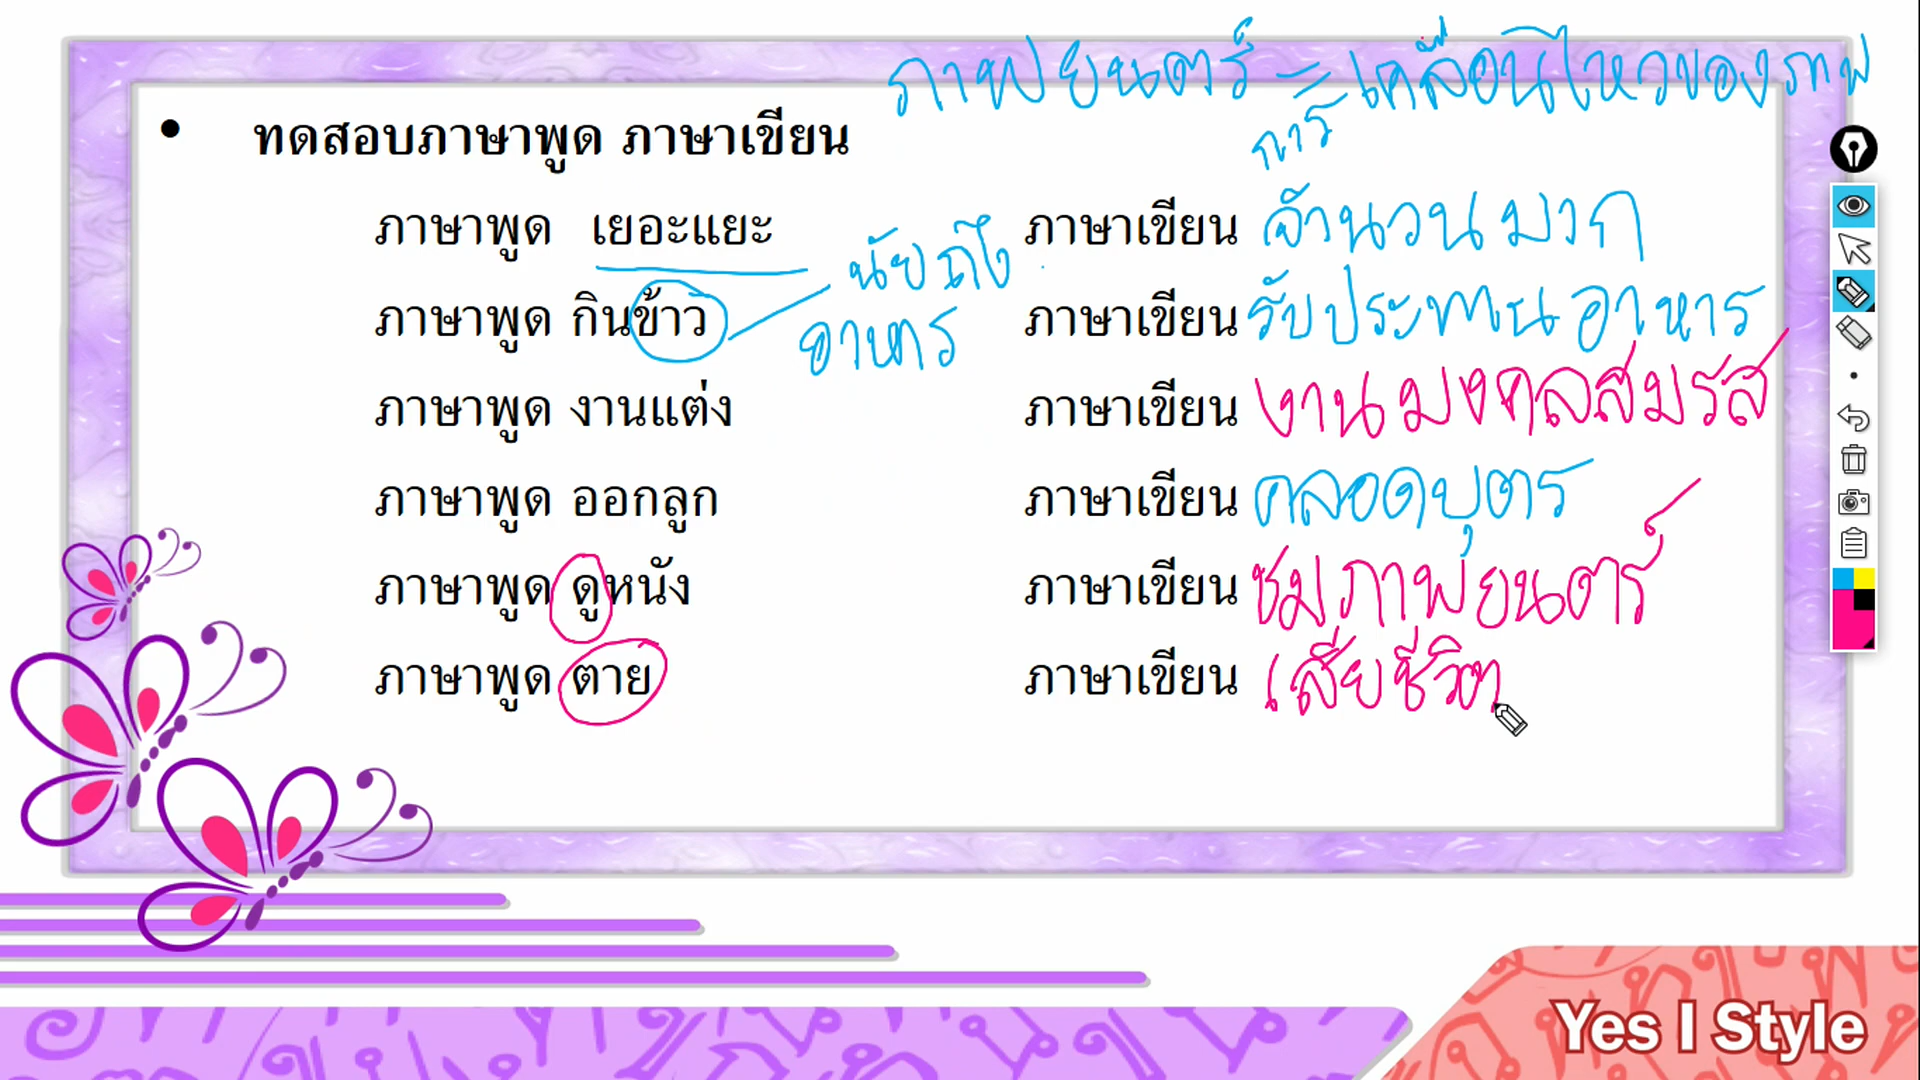 ภาพยนตร์ = การเคลื่อนไหวของภาพ
• ทดสอบภาษาพูด ภาษาเขียน
ภาษาพูด เยอะแยะ ภาษาเขียน จำนวนมาก
นัยถึง
อาหาร
ภาษาพูด กินข้าว ภาษาเขียน รับประทานอาหาร
ภาษาพูด งานแต่ง ภาษาเขียน งานมงคลสมรส
ภาษาพูด ออกลูก ภาษาเขียน คลอดบุตร
ภาษาพูด ดูหนัง ภาษาเขียน ชมภาพยนตร์
ภาษาพูด ตาย ภาษาเขียน เสียชีวิต
Yes I Style